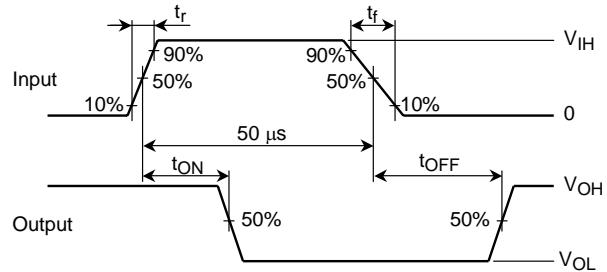 tr
tf
VIH
90%
90%
Input
50%
50%
10%
10%
0
50 μs
tON
tOFF
VOH
Output
50%
50%
VOL